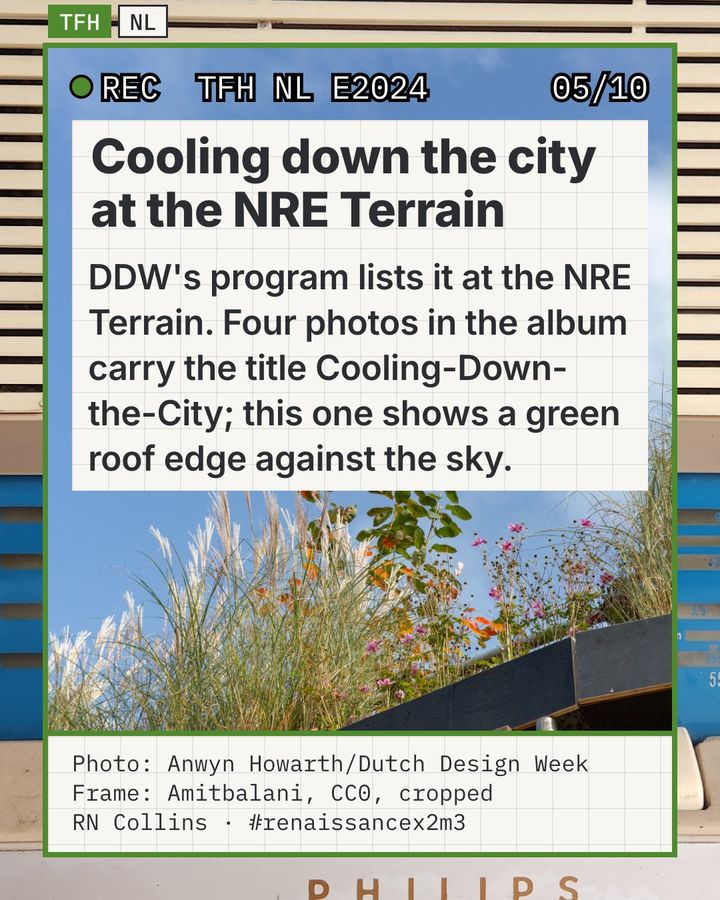 TFH NL
REC TFH NL E2024 05/10
Cooling down the city
at the NRE Terrain
DDW's program lists it at the NRE
Terrain. Four photos in the album
carry the title Cooling-Down-
the-City; this one shows a green
roof edge against the sky.
Photo: Anwyn Howarth/Dutch Design Week
Frame: Amitbalani, CC0, cropped
RN Collins · #renaissancex2m3
PHILIPS